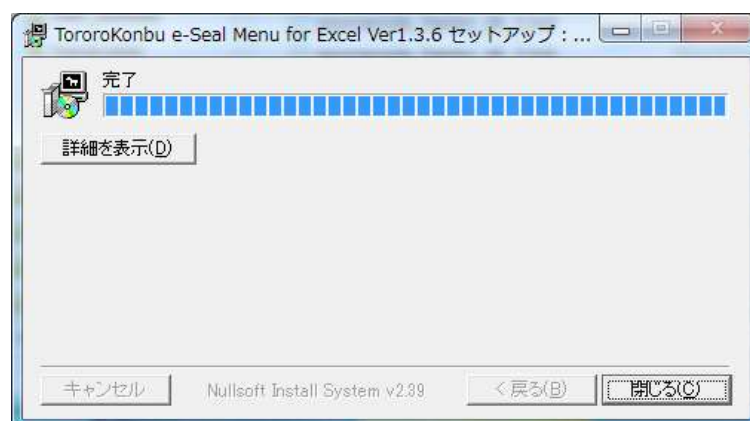 TororoKonbu e-Seal Menu for Excel Ver1.3.6 セットアップ : ...
完了
詳細を表示(D)
キャンセル
Nullsoft Install System v2.39
< 戻る(B)
閉じる(C)